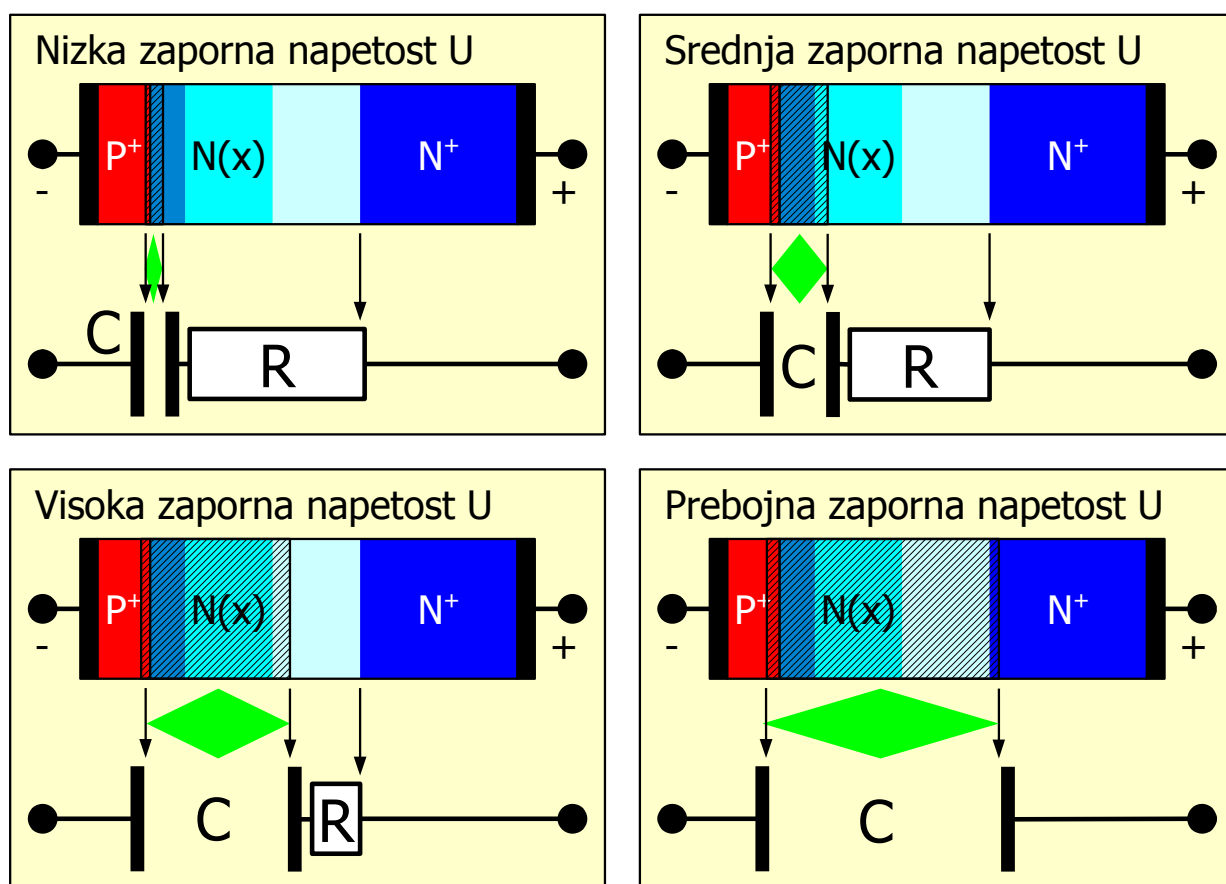 Nizka zaporna napetost U
P⁺ N(x) N⁺
- +
C R
Srednja zaporna napetost U
P⁺ N(x) N⁺
- +
C R
Visoka zaporna napetost U
P⁺ N(x) N⁺
- +
C R
Prebojna zaporna napetost U
P⁺ N(x) N⁺
- +
C